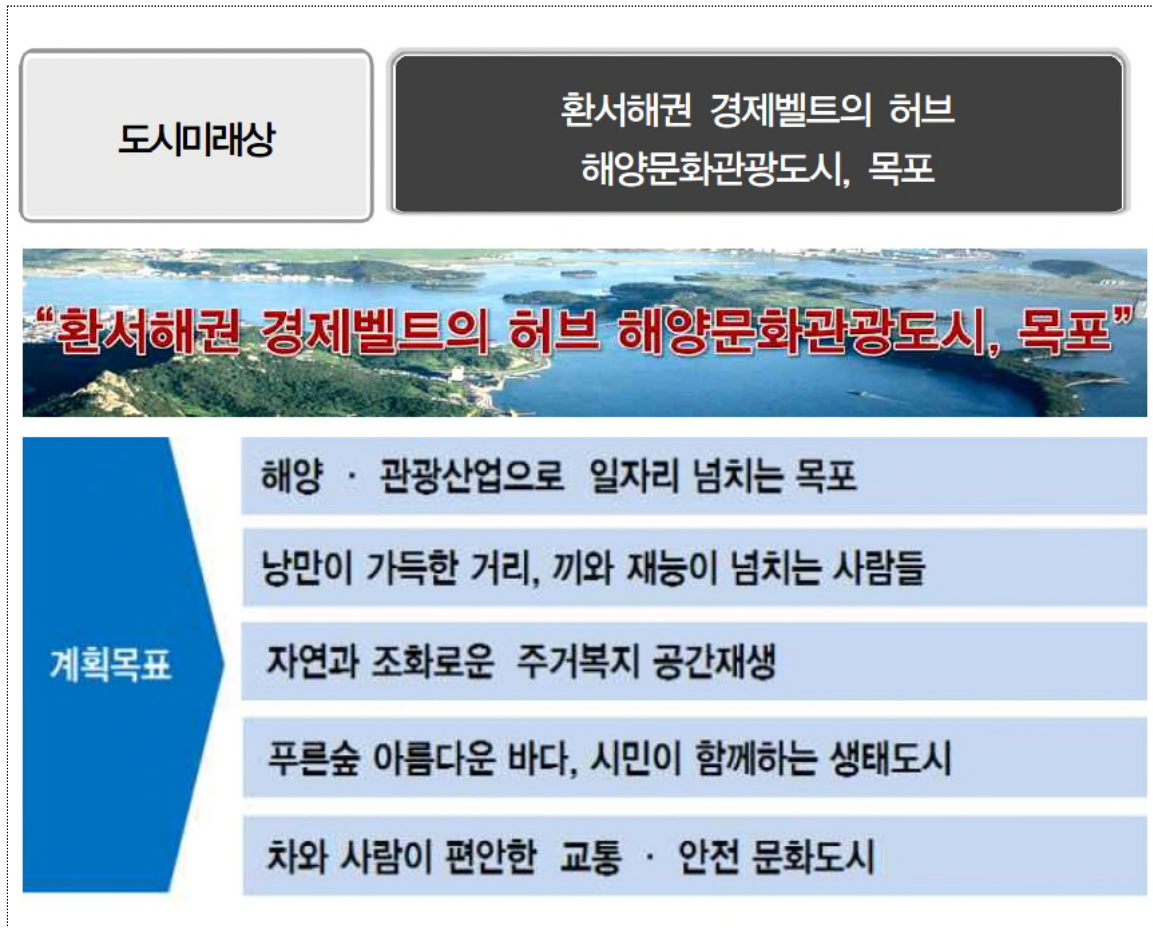 도시미래상
환서해권 경제벨트의 허브
해양문화관광도시, 목포
“환서해권 경제벨트의 허브 해양문화관광도시, 목포”
계획목표
해양 · 관광산업으로 일자리 넘치는 목포
낭만이 가득한 거리, 끼와 재능이 넘치는 사람들
자연과 조화로운 주거복지 공간재생
푸른숲 아름다운 바다, 시민이 함께하는 생태도시
차와 사람이 편안한 교통 · 안전 문화도시